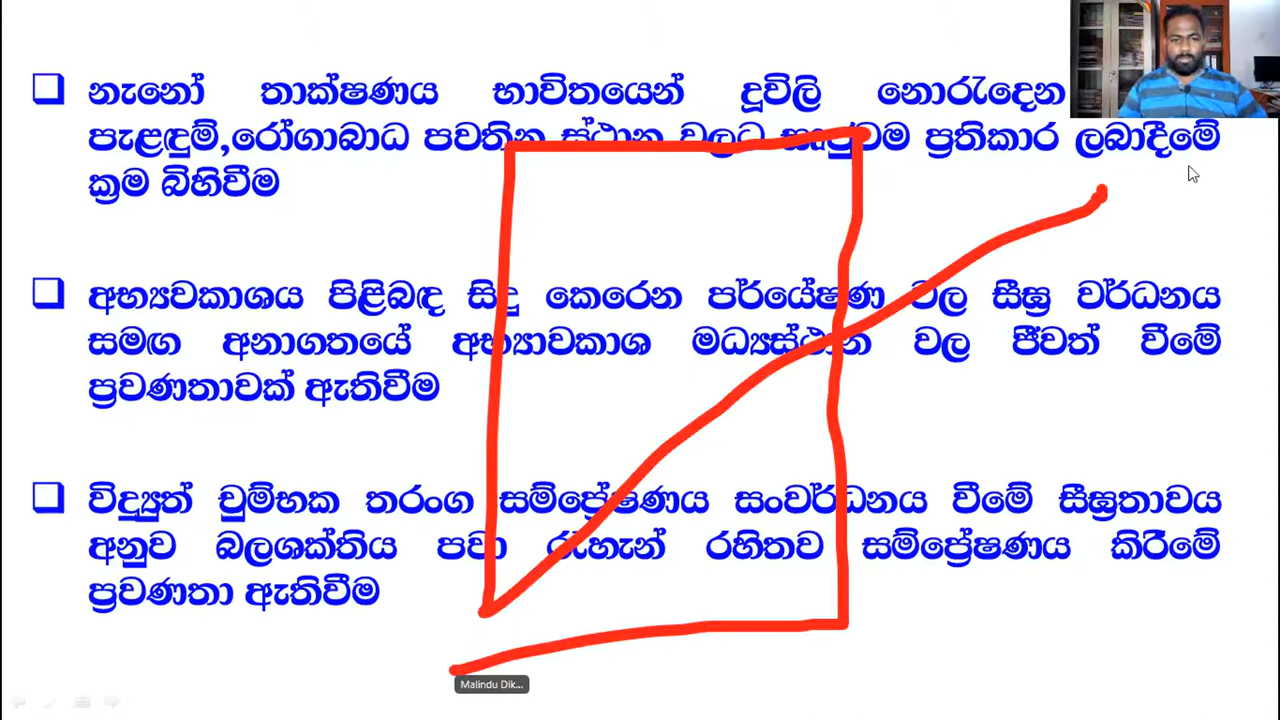 නැනෝ තාක්ෂණය භාවිතයෙන් දූවිලි නොරැදෙන
පැළඳුම්,රෝගාබාධ පවතින ස්ථාන වලට සෘජුවම ප්‍රතිකාර ලබාදීමේ
ක්‍රම බිහිවීම
අභ්‍යවකාශය පිළිබඳ සිදු කෙරෙන පර්යේෂණ වල සීඝ්‍ර වර්ධනය
සමඟ අනාගතයේ අභ්‍යාවකාශ මධ්‍යස්ථාන වල ජීවත් වීමේ
ප්‍රවණතාවක් ඇතිවීම
විද්‍යුත් චුම්භක තරංග සම්ප්‍රේෂණය සංවර්ධනය වීමේ සීඝ්‍රතාවය
අනුව බලශක්තිය පවා රැහැන් රහිතව සම්ප්‍රේෂණය කිරීමේ
ප්‍රවණතා ඇතිවීම
Malindu Dik...